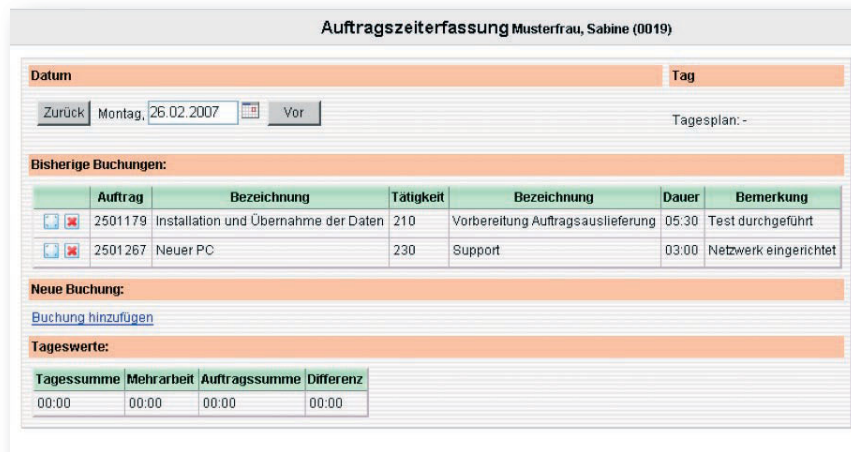 Auftragszeiterfassung Musterfrau, Sabine (0019)
Datum Tag
Zurück Montag, 26.02.2007 Vor
Tagesplan: -
Bisherige Buchungen:
Auftrag Bezeichnung Tätigkeit Bezeichnung Dauer Bemerkung
2501179 Installation und Übernahme der Daten 210 Vorbereitung Auftragsauslieferung 05:30 Test durchgeführt
2501267 Neuer PC 230 Support 03:00 Netzwerk eingerichtet
Neue Buchung:
Buchung hinzufügen
Tageswerte:
Tagessumme Mehrarbeit Auftragssumme Differenz
00:00 00:00 00:00 00:00